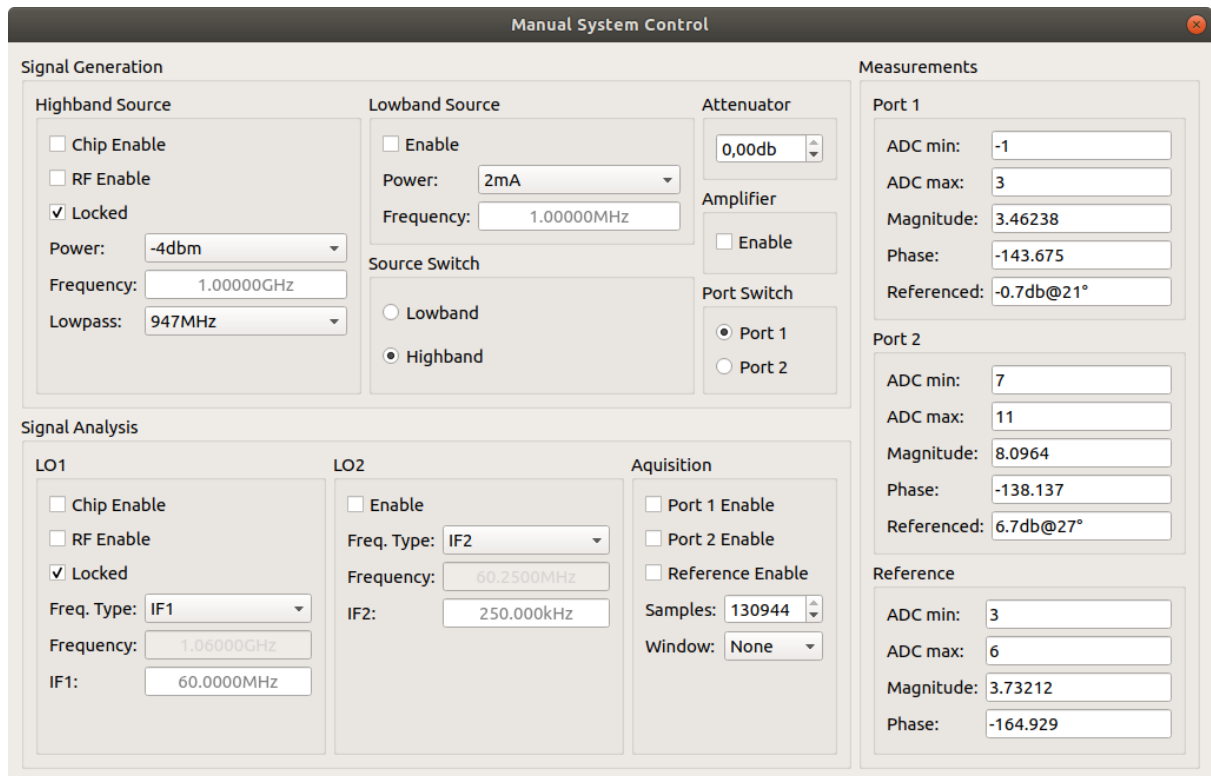 Manual System Control
Signal Generation
Highband Source
Chip Enable
RF Enable
Locked
Power: -4dbm
Frequency: 1.00000GHz
Lowpass: 947MHz
Lowband Source
Enable
Power: 2mA
Frequency: 1.00000MHz
Source Switch
Lowband
Highband
Attenuator
0,00db
Amplifier
Enable
Port Switch
Port 1
Port 2
Signal Analysis
LO1
Chip Enable
RF Enable
Locked
Freq. Type: IF1
Frequency: 1.06000GHz
IF1: 60.0000MHz
LO2
Enable
Freq. Type: IF2
Frequency: 60.2500MHz
IF2: 250.000kHz
Aquisition
Port 1 Enable
Port 2 Enable
Reference Enable
Samples: 130944
Window: None
Measurements
Port 1
ADC min: -1
ADC max: 3
Magnitude: 3.46238
Phase: -143.675
Referenced: -0.7db@21°
Port 2
ADC min: 7
ADC max: 11
Magnitude: 8.0964
Phase: -138.137
Referenced: 6.7db@27°
Reference
ADC min: 3
ADC max: 6
Magnitude: 3.73212
Phase: -164.929